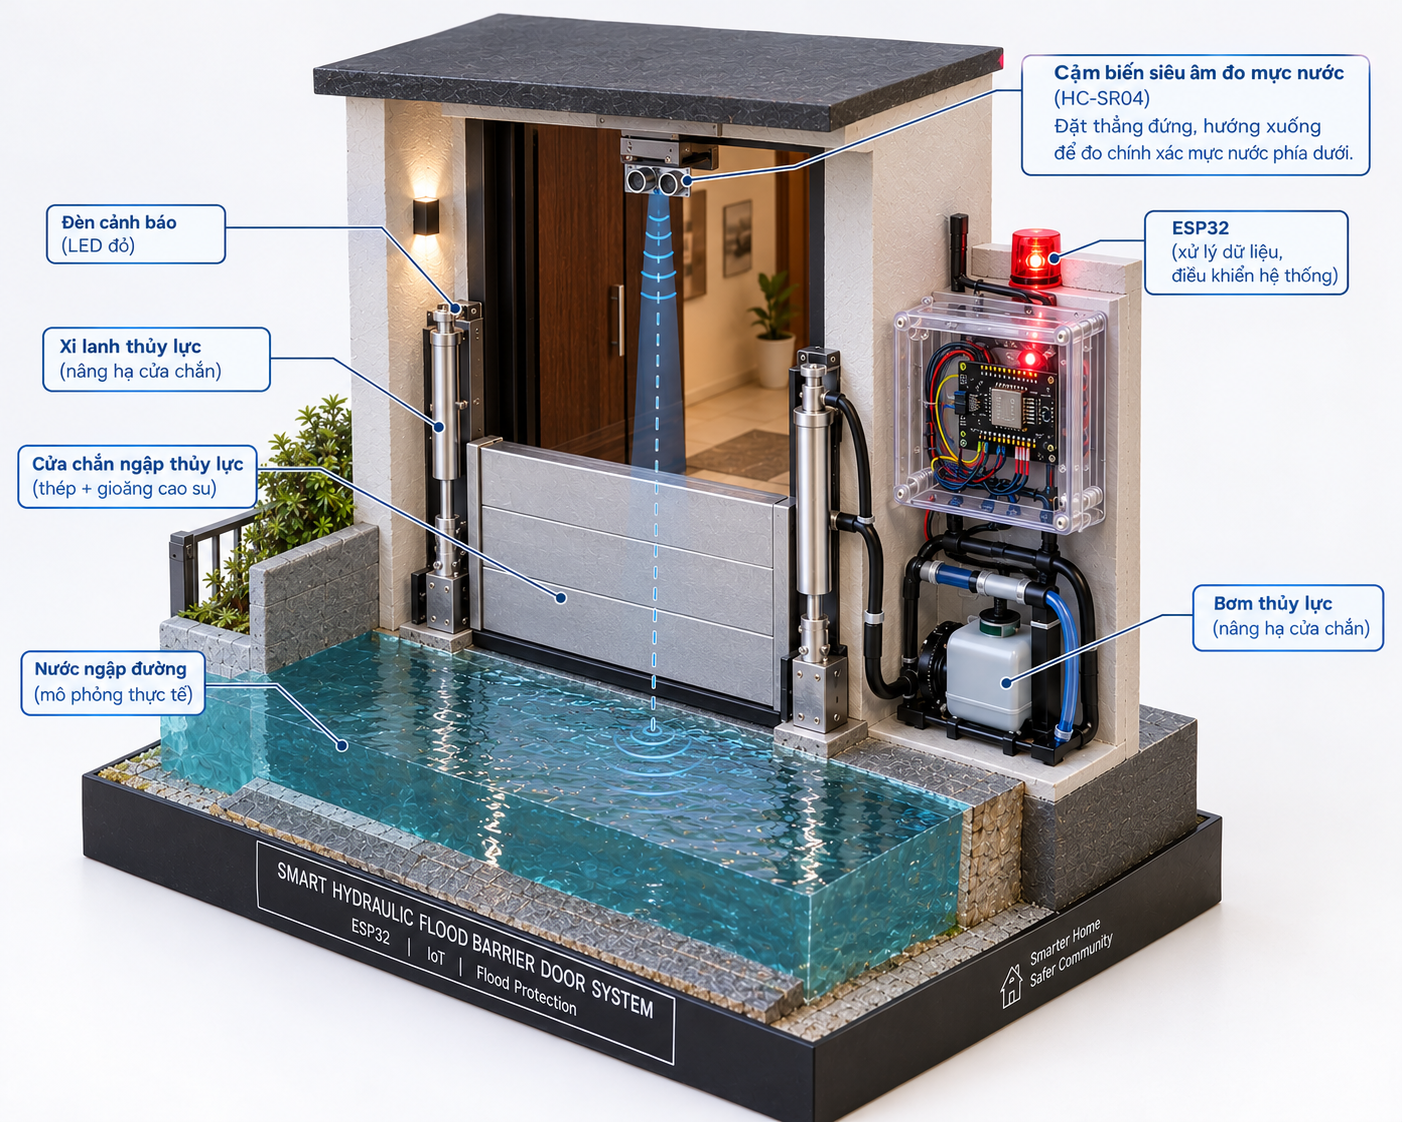 Cảm biến siêu âm đo mực nước
(HC-SR04)
Đặt thẳng đứng, hướng xuống
để đo chính xác mực nước phía dưới.
Đèn cảnh báo
(LED đỏ)
ESP32
(xử lý dữ liệu,
điều khiển hệ thống)
Xi lanh thủy lực
(nâng hạ cửa chắn)
Cửa chắn ngập thủy lực
(thép + gioăng cao su)
Bơm thủy lực
(nâng hạ cửa chắn)
Nước ngập đường
(mô phỏng thực tế)
SMART HYDRAULIC FLOOD BARRIER DOOR SYSTEM
ESP32 | IoT | Flood Protection
Smarter Home
Safer Community